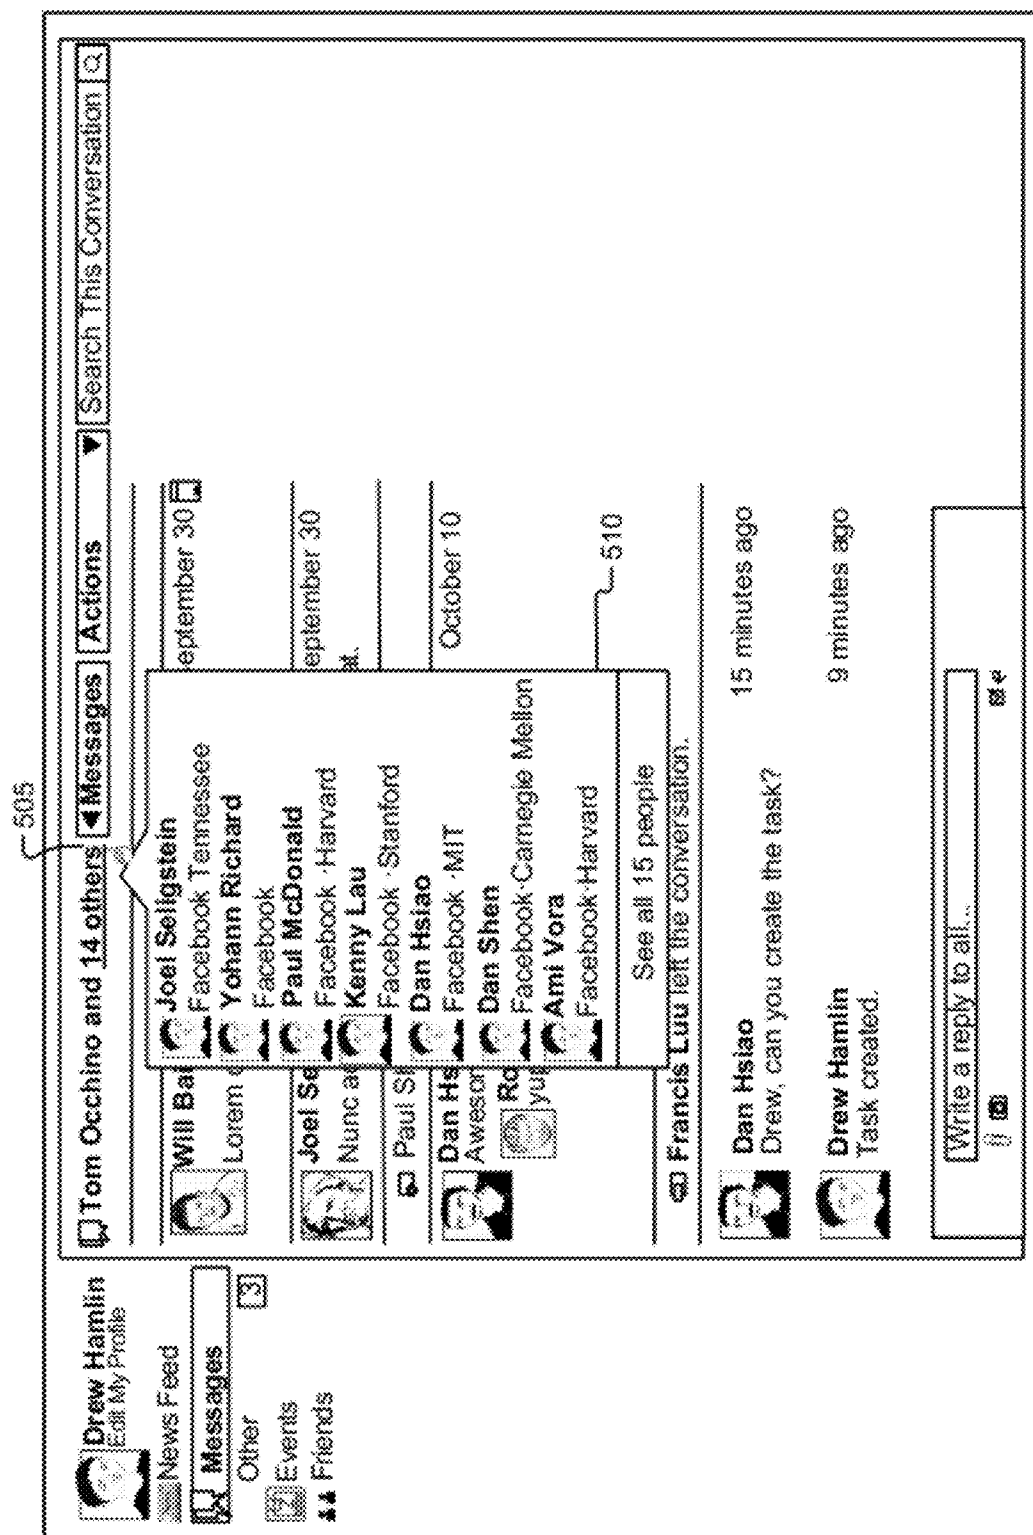 505
Drew Hamlin
Edit My Profile
News Feed
Messages
Other 3
Events
Friends
Tom Occhino and 14 others
Messages
Actions
Search This Conversation
Will Ba
eptember 30
Lorem
Joel Se
eptember 30
Nunc a
at.
Paul S
Dan Hs
October 10
Awesor
Ro
yu
Joel Seligstein
Facebook Tennessee
Yohann Richard
Facebook
Paul McDonald
Facebook ·Harvard
Kenny Lau
Facebook ·Stanford
Dan Hsiao
Facebook ·MIT
Dan Shen
Facebook·Carnegie Mellon
Ami Vora
Facebook·Harvard
510
See all 15 people
Francis Luu left the conversation.
Dan Hsiao
15 minutes ago
Drew, can you create the task?
Drew Hamlin
9 minutes ago
Task created.
Write a reply to all...